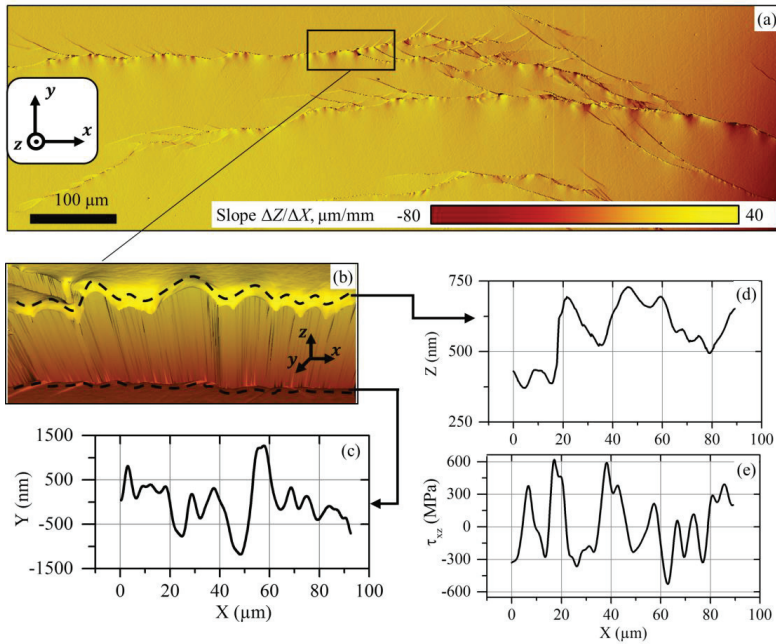 (a)
y
z x
100 μm
Slope ΔZ/ΔX, μm/mm -80 40
(b)
z
y x
(d)
750
500
250
Z (nm)
0 20 40 60 80 100
(c)
1500
500
-500
-1500
Y (nm)
0 20 40 60 80 100
X (μm)
(e)
600
300
0
-300
-600
τxz (MPa)
0 20 40 60 80 100
X (μm)